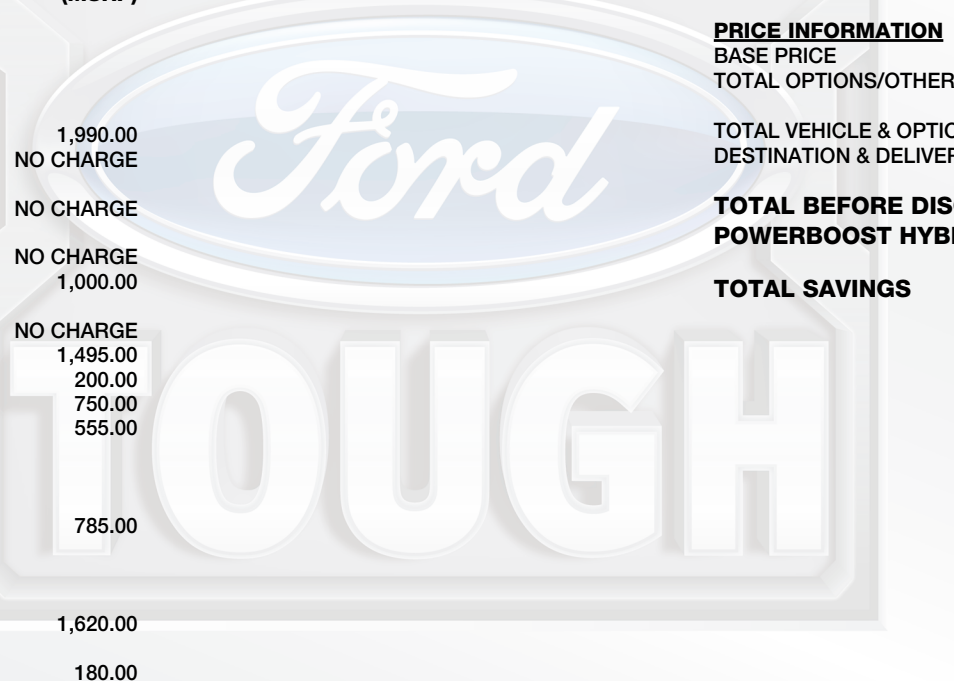 1,990.00
NO CHARGE
NO CHARGE
NO CHARGE
1,000.00
NO CHARGE
1,495.00
200.00
750.00
555.00
785.00
1,620.00
180.00
PRICE INFORMATION
BASE PRICE
TOTAL OPTIONS/OTHER
TOTAL VEHICLE & OPTIO
DESTINATION & DELIVER
TOTAL BEFORE DIS
POWERBOOST HYB
TOTAL SAVINGS
Ford
TOUGH